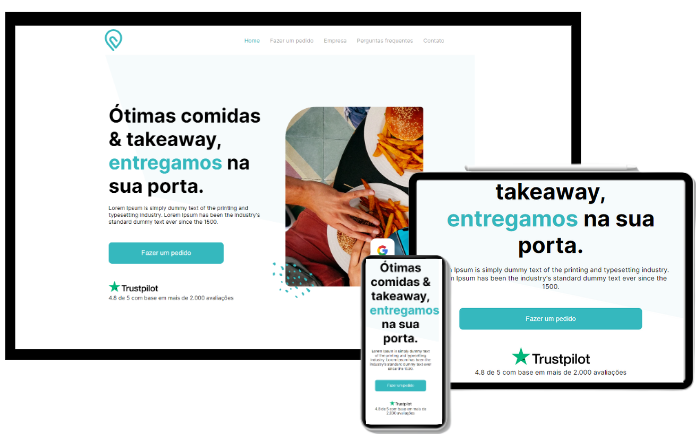 Home Fazer um pedido Empresa Perguntas frequentes Contato
Ótimas comidas
& takeaway,
entregamos na
sua porta.
Lorem Ipsum is simply dummy text of the printing and
typesetting industry. Lorem Ipsum has been the industry's
standard dummy text ever since the 1500.
Fazer um pedido
Trustpilot
4.8 de 5 com base em mais de 2.000 avaliações
takeaway,
entregamos na sua
porta.
Ipsum is simply dummy text of the printing and typesetting industry.
Ipsum has been the industry's standard dummy text ever since the
1500.
Fazer um pedido
Trustpilot
4.8 de 5 com base em mais de 2.000 avaliações
G
Ótimas
comidas &
takeaway,
entregamos
na sua
porta.
Lorem Ipsum is simply dummy text of
the printing and typesetting industry.
Lorem Ipsum has been the
industry's standard dummy text ever
since the 1500.
Fazer um pedido
Trustpilot
4.8 de 5 com base em mais de 2.000
avaliações